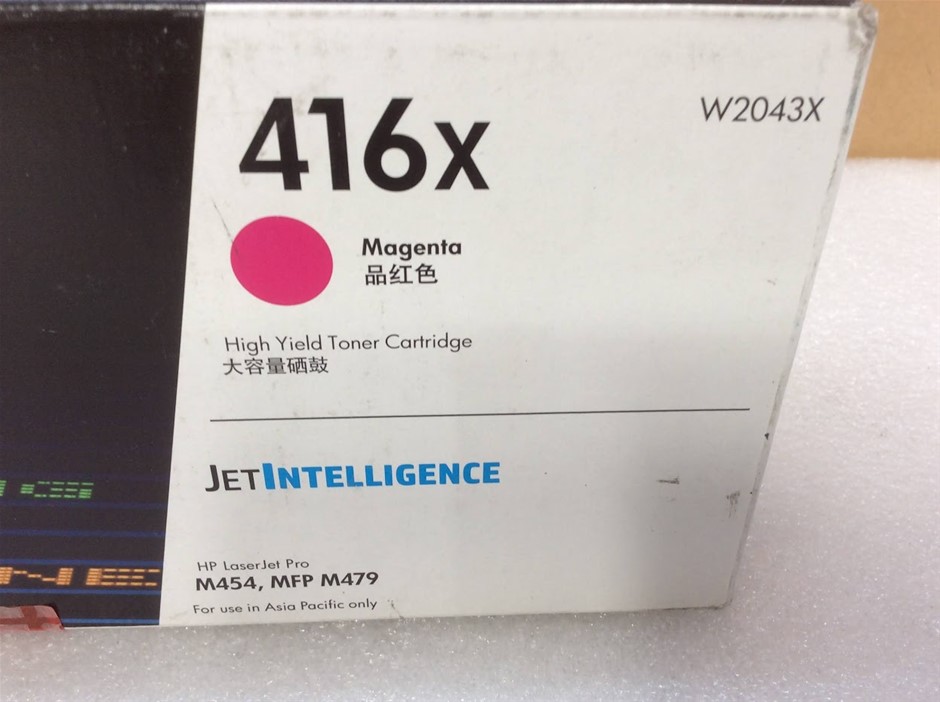 416X
W2043X
Magenta
品红色
High Yield Toner Cartridge
大容量硒鼓
JETINTELLIGENCE
HP LaserJet Pro
M454, MFP M479
For use in Asia Pacific only